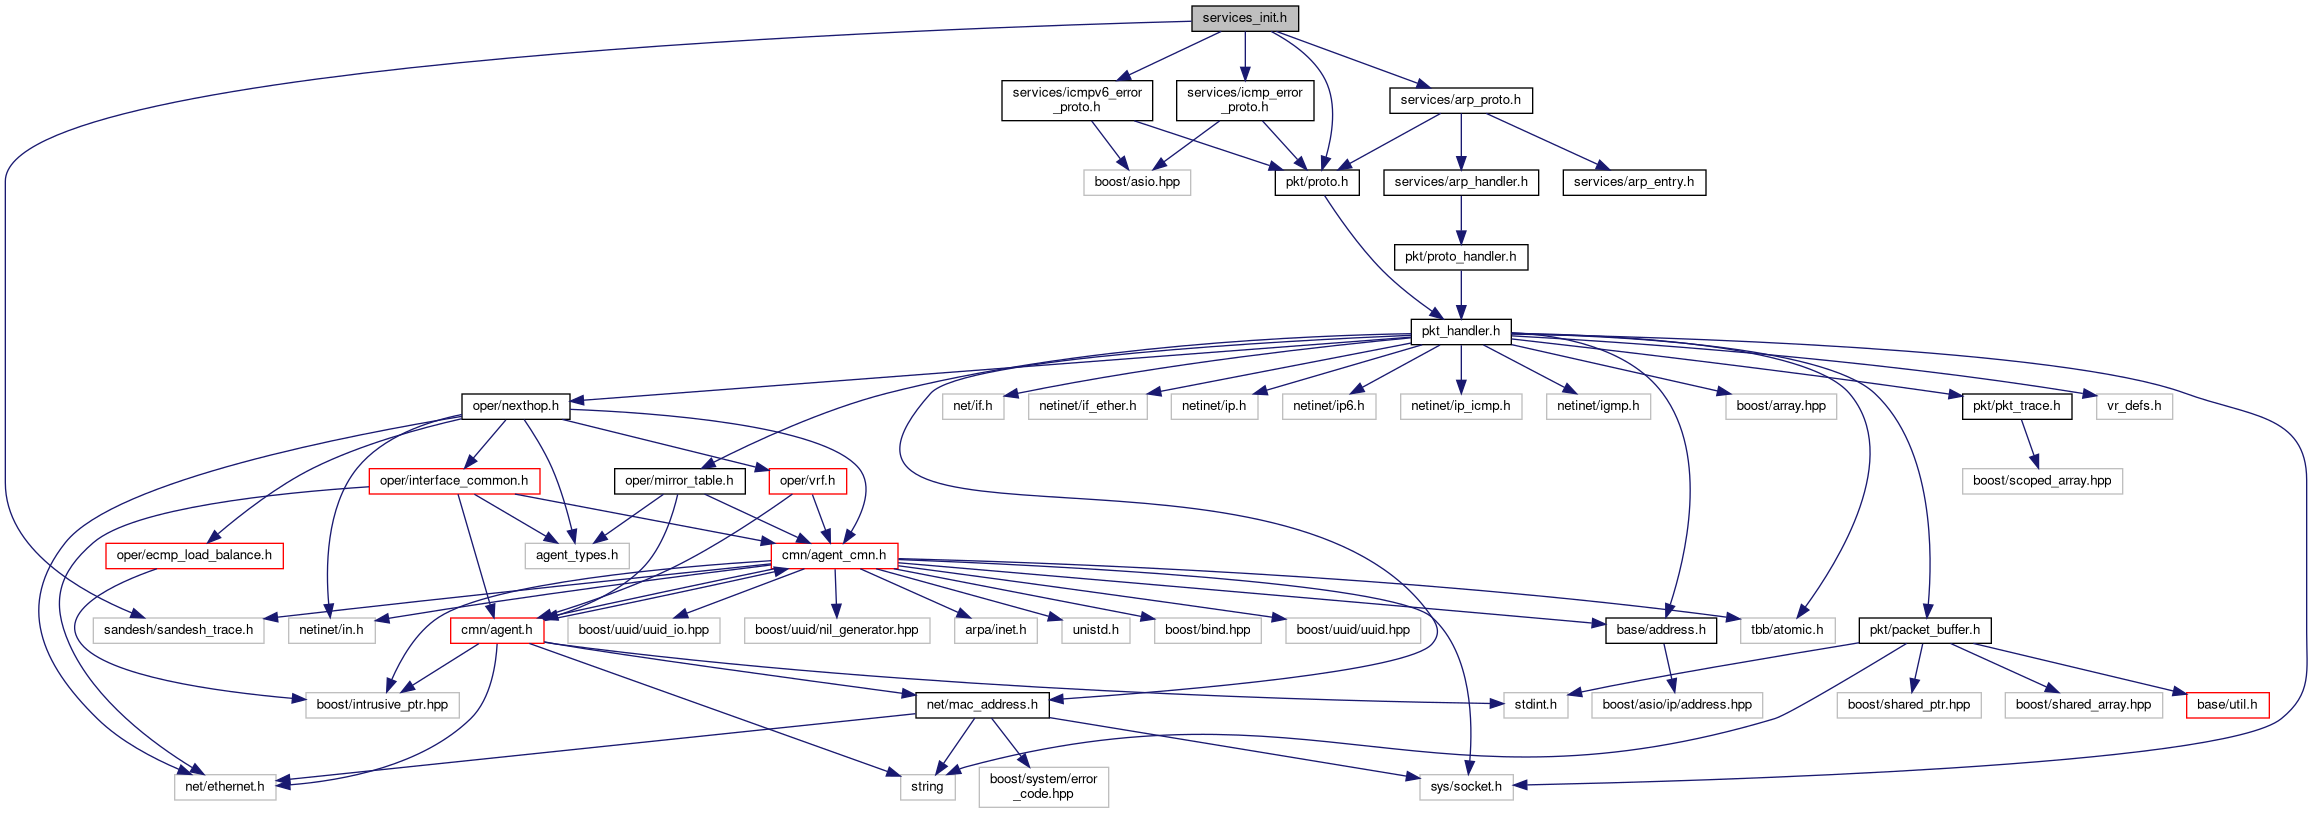 services_init.h
services/icmpv6_error
_proto.h
services/icmp_error
_proto.h
services/arp_proto.h
boost/asio.hpp
pkt/proto.h
services/arp_handler.h
services/arp_entry.h
pkt/proto_handler.h
pkt_handler.h
oper/nexthop.h
net/if.h
netinet/if_ether.h
netinet/ip.h
netinet/ip6.h
netinet/ip_icmp.h
netinet/igmp.h
boost/array.hpp
pkt/pkt_trace.h
vr_defs.h
oper/interface_common.h
oper/mirror_table.h
oper/vrf.h
boost/scoped_array.hpp
oper/ecmp_load_balance.h
agent_types.h
cmn/agent_cmn.h
sandesh/sandesh_trace.h
netinet/in.h
cmn/agent.h
boost/uuid/uuid_io.hpp
boost/uuid/nil_generator.hpp
arpa/inet.h
unistd.h
boost/bind.hpp
boost/uuid/uuid.hpp
base/address.h
tbb/atomic.h
pkt/packet_buffer.h
boost/intrusive_ptr.hpp
net/mac_address.h
stdint.h
boost/asio/ip/address.hpp
boost/shared_ptr.hpp
boost/shared_array.hpp
base/util.h
net/ethernet.h
string
boost/system/error
_code.hpp
sys/socket.h